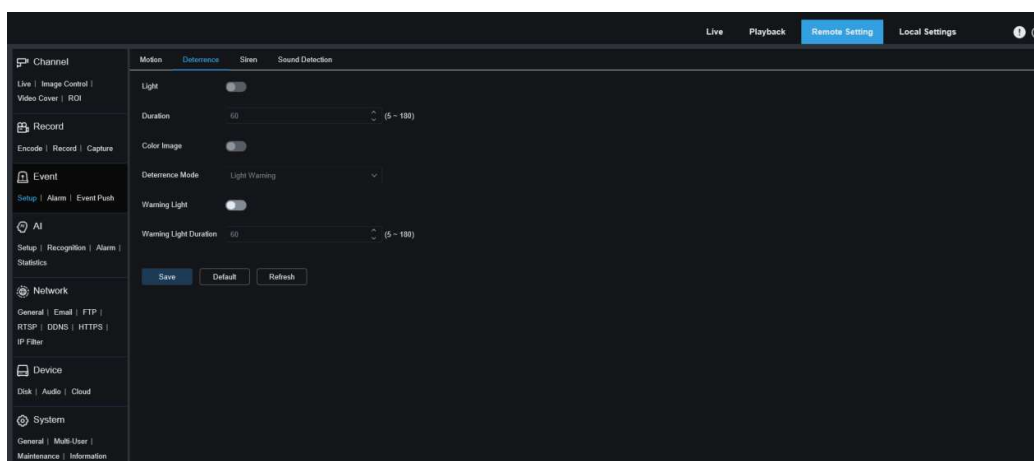 Live Playback Remote Setting Local Settings
Channel
Live | Image Control |
Video Cover | ROI
Record
Encode | Record | Capture
Event
Setup | Alarm | Event Push
AI
Setup | Recognition | Alarm |
Statistics
Network
General | Email | FTP |
RTSP | DDNS | HTTPS |
IP Filter
Device
Disk | Audio | Cloud
System
General | Multi-User |
Maintenance | Information
Motion Deterrence Siren Sound Detection
Light
Duration 60 (5 ~ 180)
Color Image
Deterrence Mode Light Warning
Warning Light
Warning Light Duration 60 (5 ~ 180)
Save Default Refresh